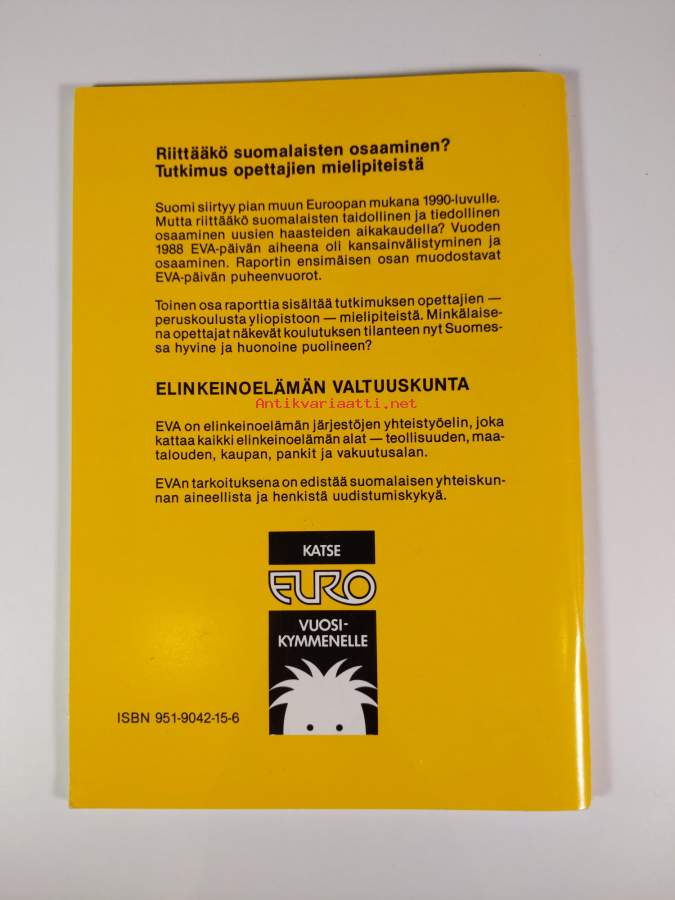 Riittääkö suomalaisten osaaminen?
Tutkimus opettajien mielipiteistä
Suomi siirtyy pian muun Euroopan mukana 1990-luvulle.
Mutta riittääkö suomalaisten taidollinen ja tiedollinen
osaaminen uusien haasteiden aikakaudella? Vuoden
1988 EVA-päivän aiheena oli kansainvälistyminen ja
osaaminen. Raportin ensimäisen osan muodostavat
EVA-päivän puheenvuorot.
Toinen osa raporttia sisältää tutkimuksen opettajien —
peruskoulusta yliopistoon — mielipiteistä. Minkälaise-
na opettajat näkevät koulutuksen tilanteen nyt Suomes-
sa hyvine ja huonoine puolineen?
ELINKEINOELÄMÄN VALTUUSKUNTA
Antikvariaatti.net
EVA on elinkeinoelämän järjestöjen yhteistyöelin, joka
kattaa kaikki elinkeinoelämän alat — teollisuuden, maa-
talouden, kaupan, pankit ja vakuutusalan.
EVAn tarkoituksena on edistää suomalaisen yhteiskun-
nan aineellista ja henkistä uudistumiskykyä.
KATSE
EURO
VUOSI-
KYMMENELLE
ISBN 951-9042-15-6